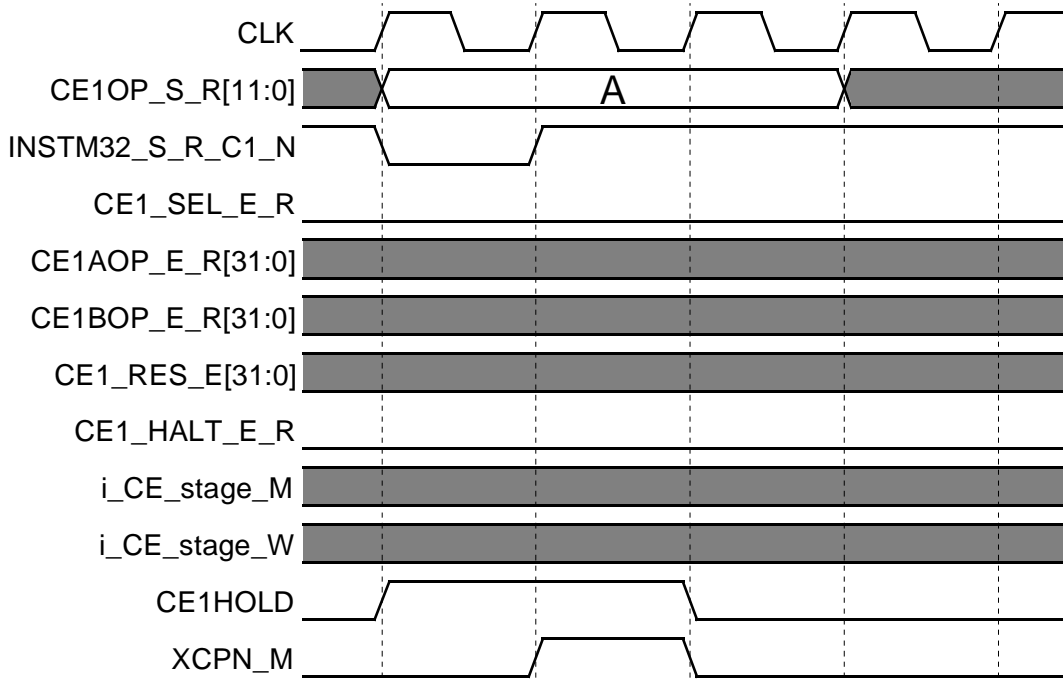 CLK
CE1OP_S_R[11:0]
A
INSTM32_S_R_C1_N
CE1_SEL_E_R
CE1AOP_E_R[31:0]
CE1BOP_E_R[31:0]
CE1_RES_E[31:0]
CE1_HALT_E_R
i_CE_stage_M
i_CE_stage_W
CE1HOLD
XCPN_M